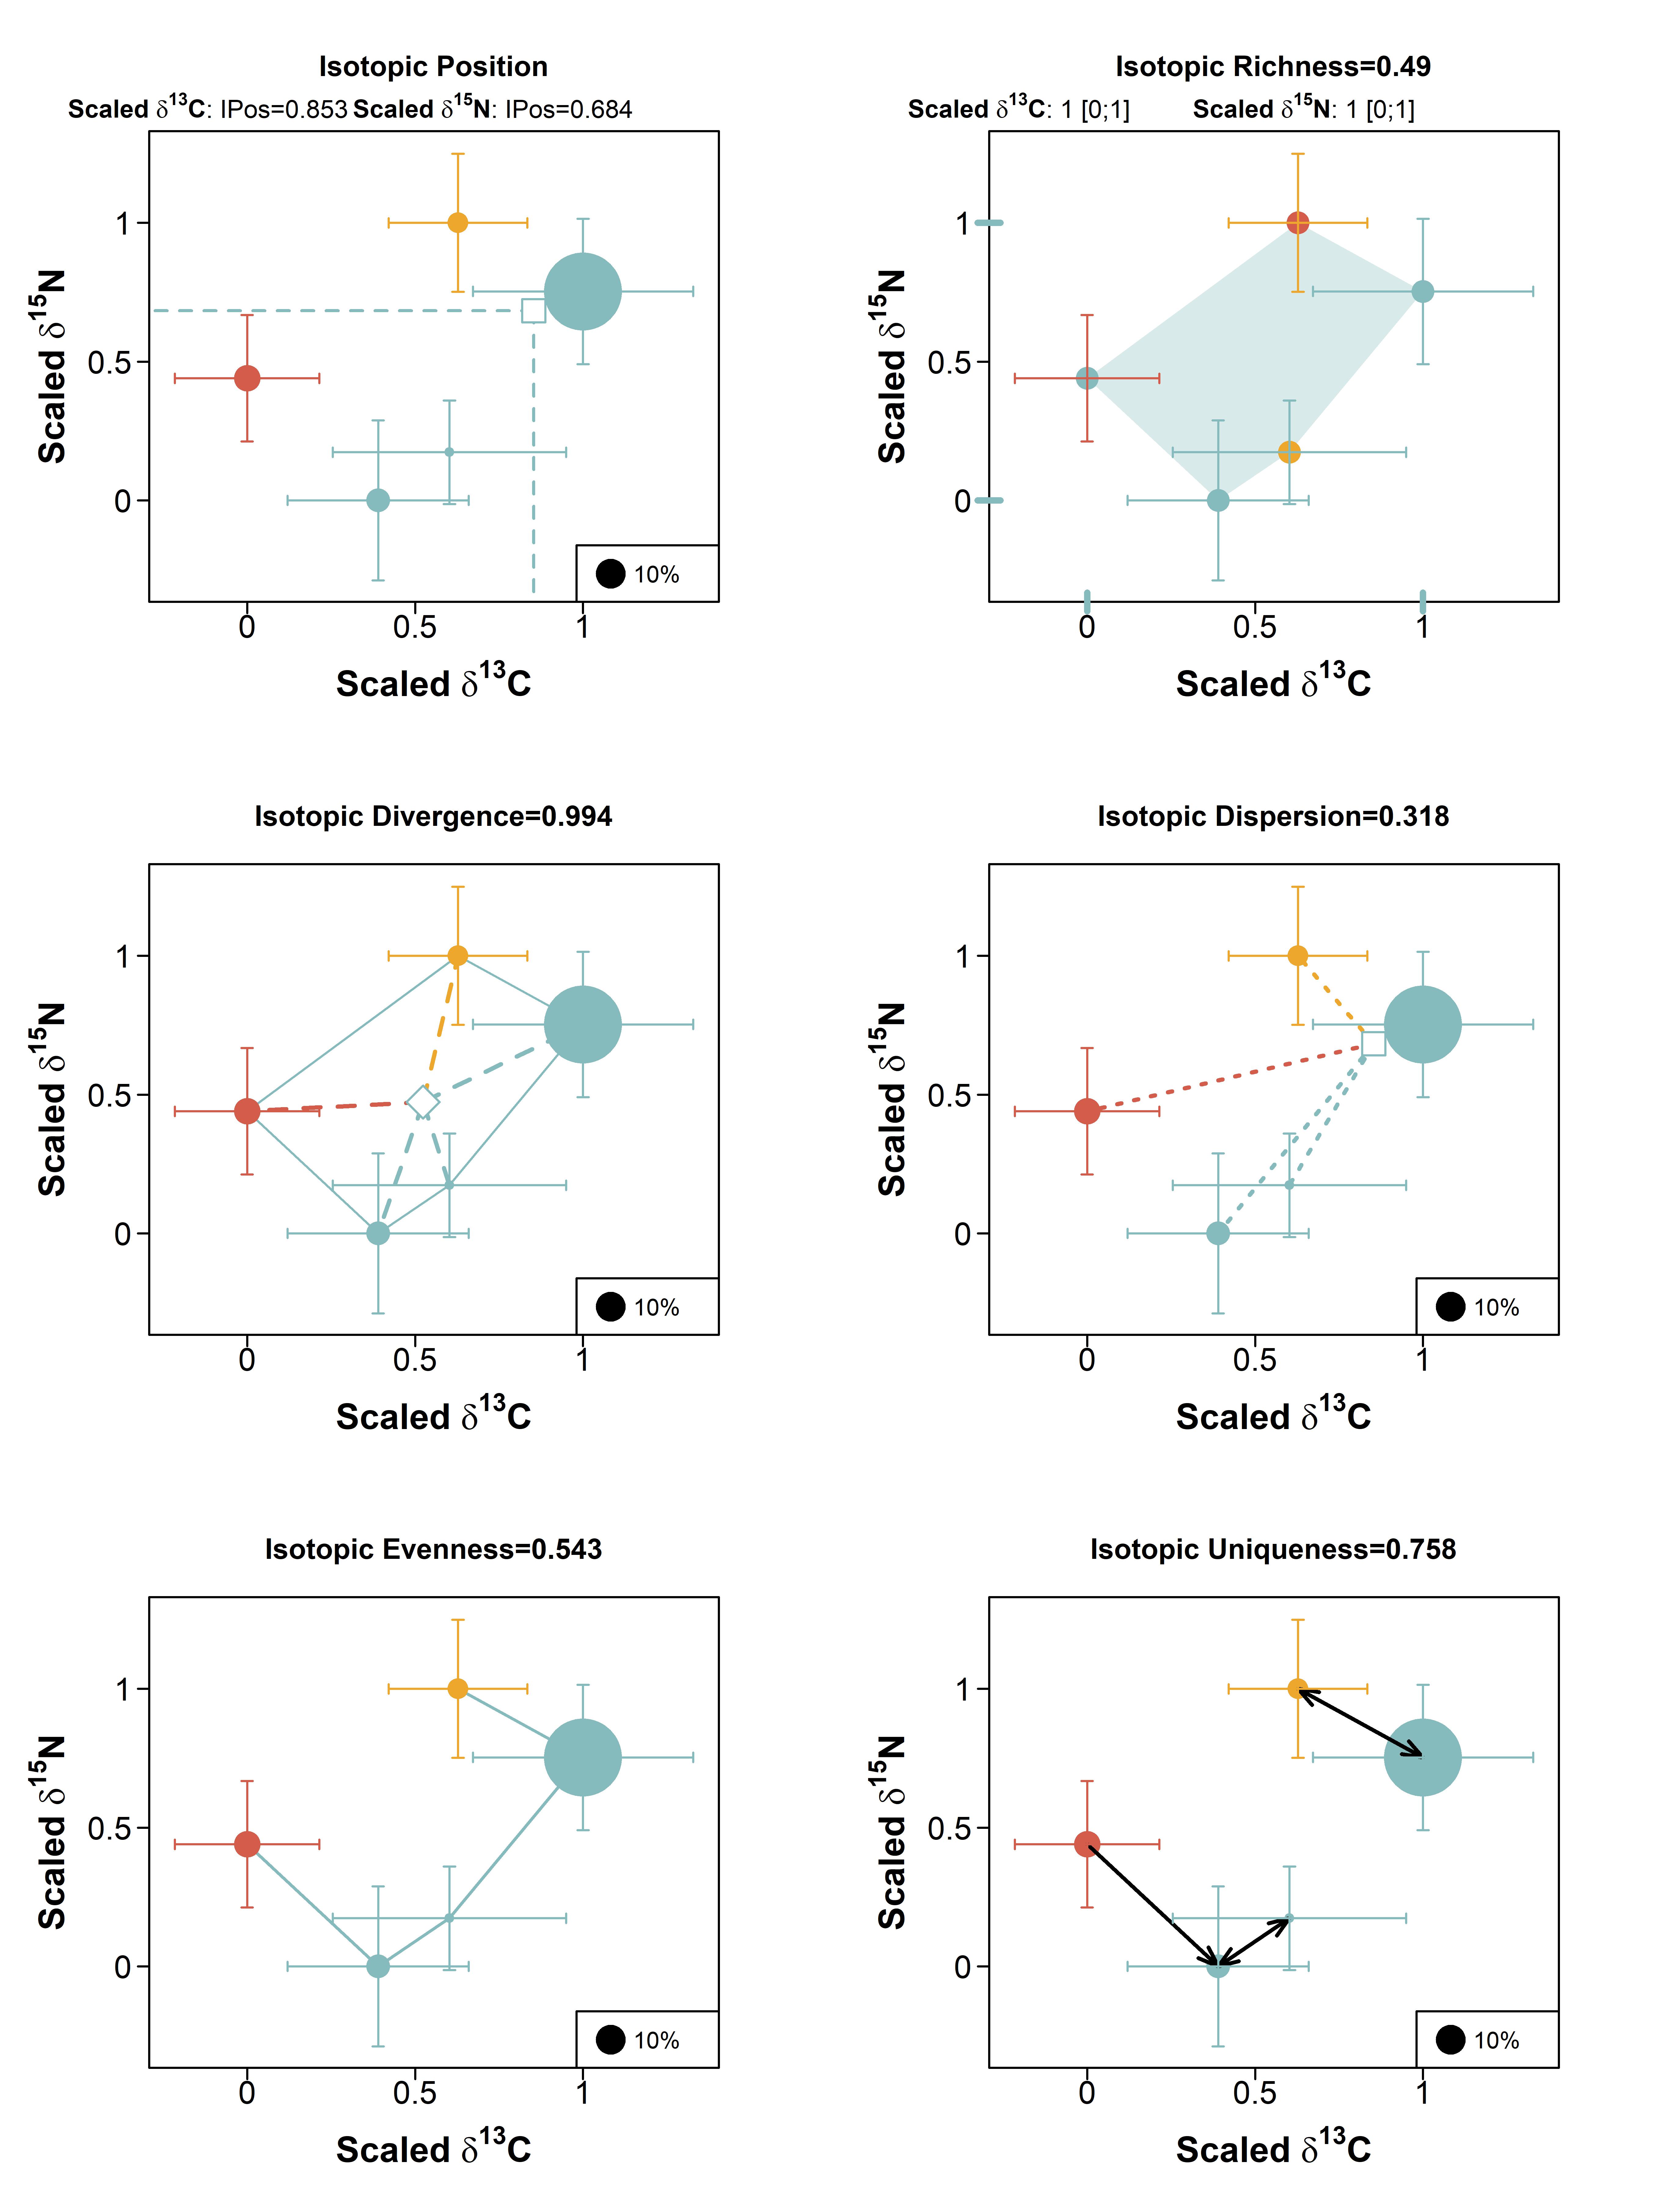 Isotopic Position
Scaled δ¹³C: IPos=0.853 Scaled δ¹⁵N: IPos=0.684
Scaled δ¹⁵N
1
0.5
0
10%
0 0.5 1
Scaled δ¹³C
Isotopic Richness=0.49
Scaled δ¹³C: 1 [0;1] Scaled δ¹⁵N: 1 [0;1]
Scaled δ¹⁵N
1
0.5
0
0 0.5 1
Scaled δ¹³C
Isotopic Divergence=0.994
Scaled δ¹⁵N
1
0.5
0
10%
0 0.5 1
Scaled δ¹³C
Isotopic Dispersion=0.318
Scaled δ¹⁵N
1
0.5
0
10%
0 0.5 1
Scaled δ¹³C
Isotopic Evenness=0.543
Scaled δ¹⁵N
1
0.5
0
10%
0 0.5 1
Scaled δ¹³C
Isotopic Uniqueness=0.758
Scaled δ¹⁵N
1
0.5
0
10%
0 0.5 1
Scaled δ¹³C